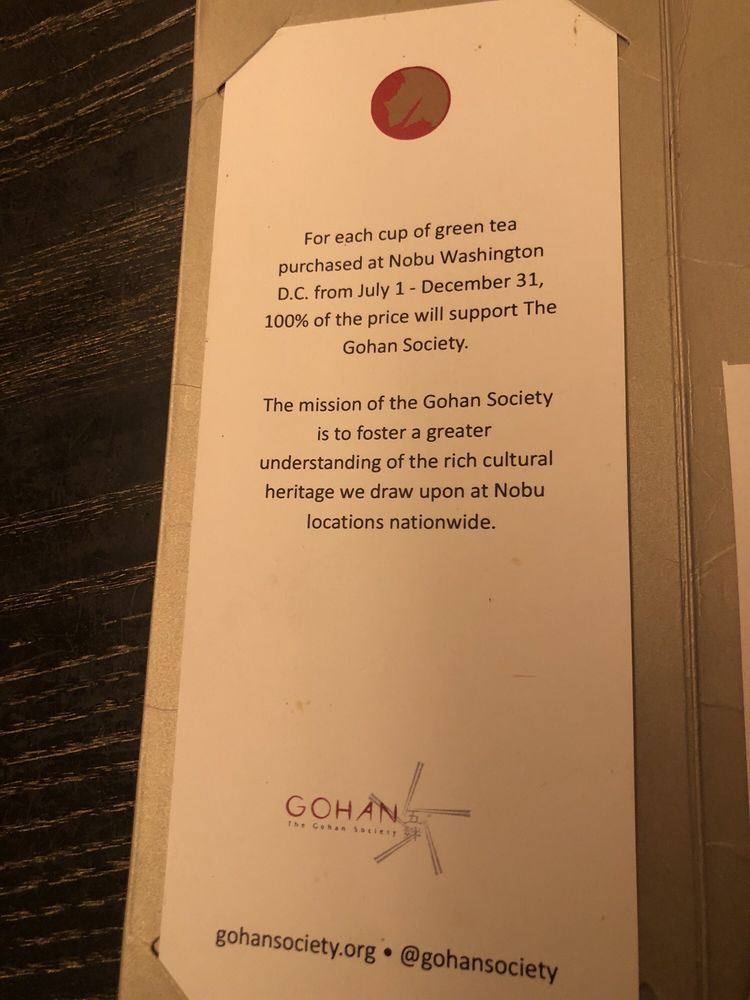 For each cup of green tea
purchased at Nobu Washington
D.C. from July 1 - December 31,
100% of the price will support The
Gohan Society.
The mission of the Gohan Society
is to foster a greater
understanding of the rich cultural
heritage we draw upon at Nobu
locations nationwide.
GOHAN
The Gohan Society
gohansociety.org • @gohansociety